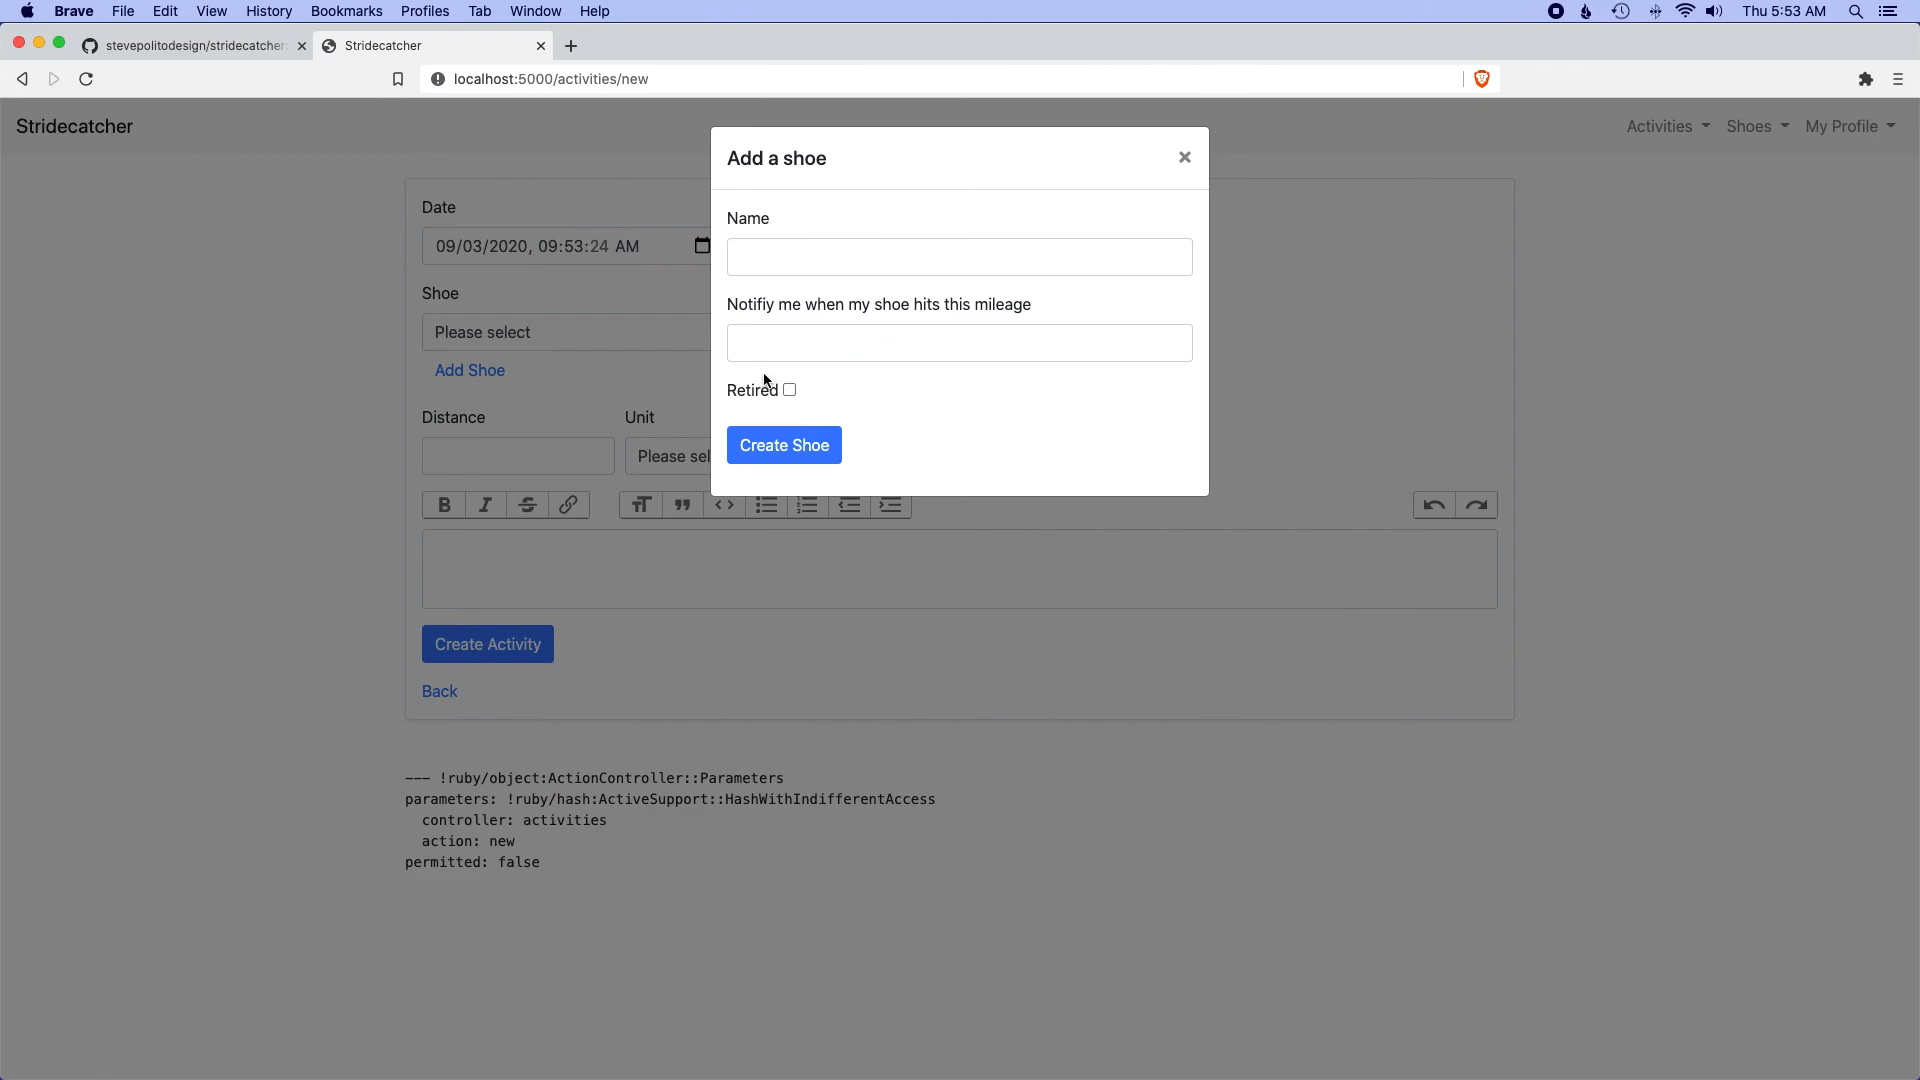 Brave File Edit View History Bookmarks Profiles Tab Window Help Thu 5:53 AM
stevepolitodesign/stridecatcher Stridecatcher
localhost:5000/activities/new
Stridecatcher Activities Shoes My Profile
Add a shoe
Name
Notifiy me when my shoe hits this mileage
Retired
Create Shoe
Date
09/03/2020, 09:53:24 AM
Shoe
Please select
Add Shoe
Distance Unit
Please sel
Create Activity
Back
--- !ruby/object:ActionController::Parameters
parameters: !ruby/hash:ActiveSupport::HashWithIndifferentAccess
controller: activities
action: new
permitted: false